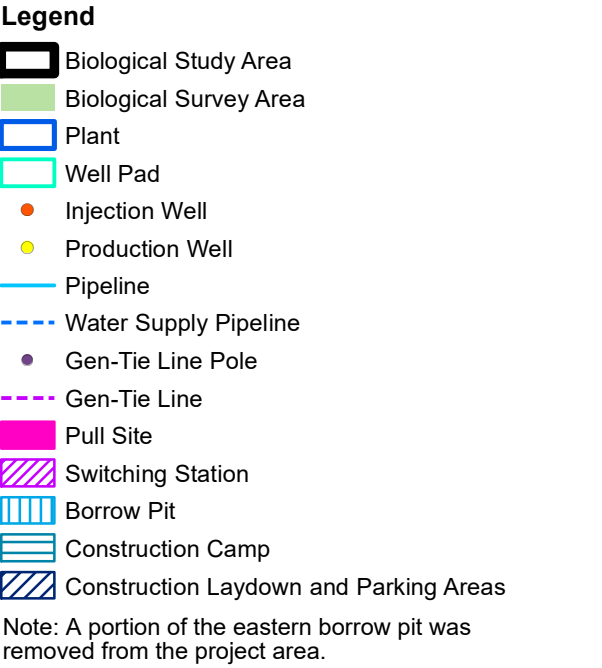 Legend
Biological Study Area
Biological Survey Area
Plant
Well Pad
Injection Well
Production Well
Pipeline
Water Supply Pipeline
Gen-Tie Line Pole
Gen-Tie Line
Pull Site
Switching Station
Borrow Pit
Construction Camp
Construction Laydown and Parking Areas
Note: A portion of the eastern borrow pit was
removed from the project area.